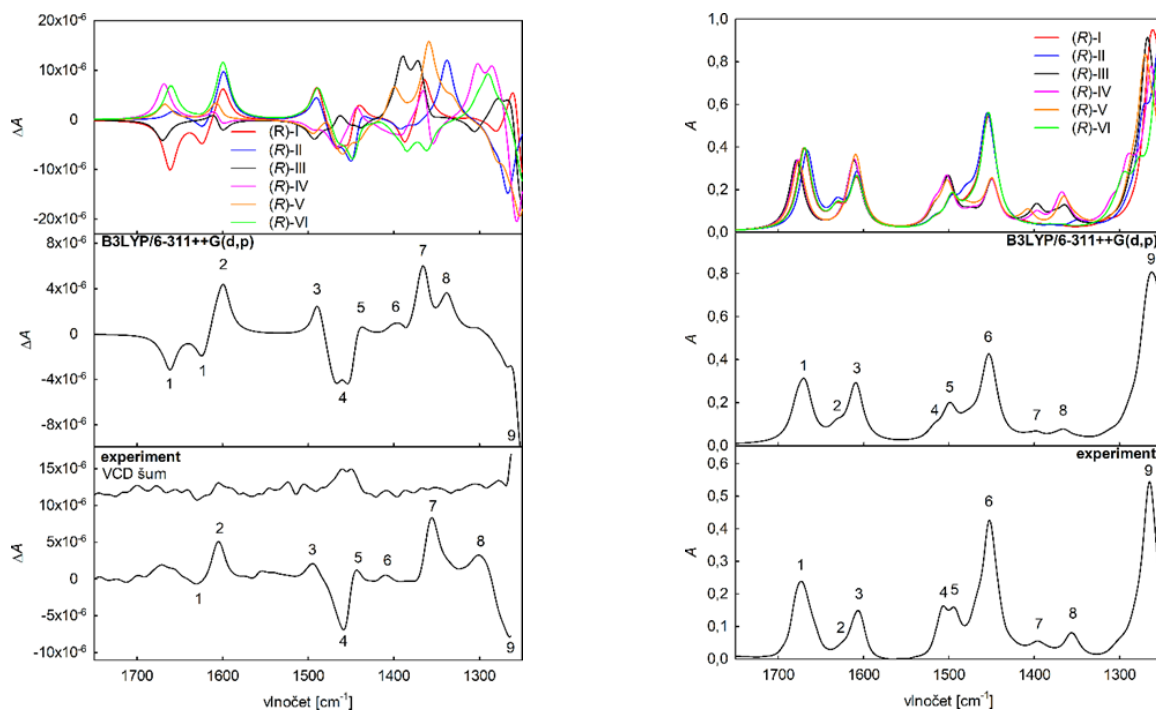 20x10-6
10x10-6
0
-10x10-6
-20x10-6
ΔA
(R)-I
(R)-II
(R)-III
(R)-IV
(R)-V
(R)-VI
8x10-6
4x10-6
0
-4x10-6
-8x10-6
ΔA
B3LYP/6-311++G(d,p)
1
1
2
3
4
5
6
7
8
9
15x10-6
10x10-6
5x10-6
0
-5x10-6
-10x10-6
ΔA
experiment
VCD šum
1
2
3
4
5
6
7
8
9
1700 1600 1500 1400 1300
vlnočet [cm-1]
1,0
0,8
0,6
0,4
0,2
0,0
A
(R)-I
(R)-II
(R)-III
(R)-IV
(R)-V
(R)-VI
B3LYP/6-311++G(d,p)
0,8
0,6
0,4
0,2
0,0
A
1
2
3
4
5
6
7
8
9
experiment
0,6
0,5
0,4
0,3
0,2
0,1
0,0
A
1
2
3
4
5
6
7
8
9
1700 1600 1500 1400 1300
vlnočet [cm-1]